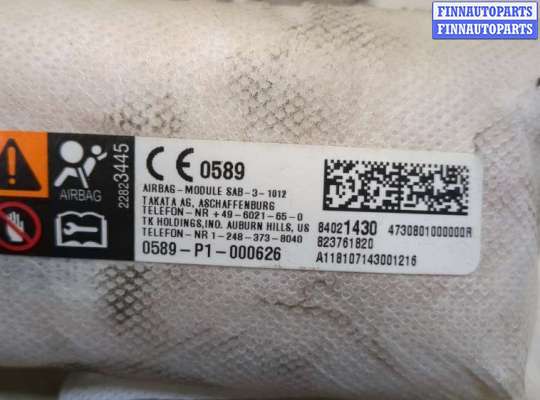 FINNAUTOPARTS
FINNAUTOPARTS
AIRBAG
22823445
CE 0589
AIRBAG-MODULE SAB-3-1012
TAKATA AG, ASCHAFFENBURG
TELEFON-NR +49-6021-65-0
TK HOLDINGS,INO. AUBURN HILLS, US
TELEFON-NR 1-248-373-8040
0589-P1-000626
84021430 4730801000000R
823761820
A118107143001216